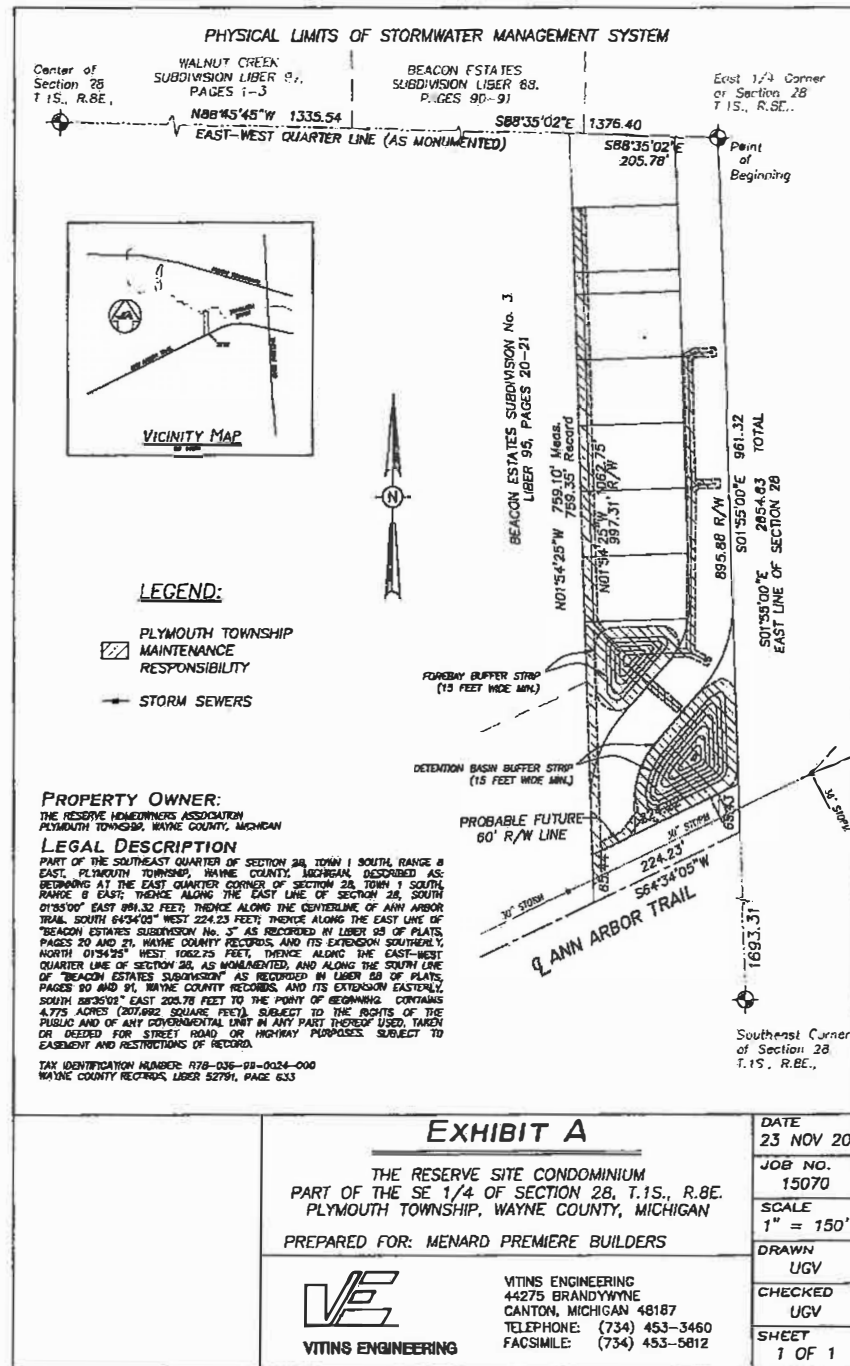 PHYSICAL LIMITS OF STORMWATER MANAGEMENT SYSTEM
Center of
Section 28
T.1S., R.8E.,
WALNUT CREEK
SUBDIVISION LIBER 97,
PAGES 1-3
BEACON ESTATES
SUBDIVISION LIBER 88.
PAGES 90-91
East 1/4 Corner
of Section 28
T.1S., R.8E..
N88°45'45"W 1335.54
S88°35'02"E 1376.40
EAST-WEST QUARTER LINE (AS MONUMENTED)
S88°35'02"E
205.78'
Point
of
Beginning
VICINITY MAP
BEACON ESTATES SUBDIVISION No. 3
LIBER 95, PAGES 20-21
N01°54'25"W 759.10' Meas.
759.35' Record
N01°54'25"W 1062.75'
997.31' R/W
895.88 R/W
S01°55'00"E 961.32 TOTAL
S01°55'00"E 2654.63
EAST LINE OF SECTION 28
N
LEGEND:
PLYMOUTH TOWNSHIP
MAINTENANCE
RESPONSIBILITY
STORM SEWERS
FOREBAY BUFFER STRIP
(15 FEET WIDE MIN.)
DETENTION BASIN BUFFER STRIP
(15 FEET WIDE MIN.)
PROBABLE FUTURE
60' R/W LINE
30" STORM
224.23'
S64°34'05"W
ANN ARBOR TRAIL
1693.31'
Southeast Corner
of Section 28
T.1S., R.8E.,
PROPERTY OWNER:
THE RESERVE HOMEOWNERS ASSOCIATION
PLYMOUTH TOWNSHIP, WAYNE COUNTY, MICHIGAN
LEGAL DESCRIPTION
PART OF THE SOUTHEAST QUARTER OF SECTION 28, TOWN 1 SOUTH, RANGE 8
EAST, PLYMOUTH TOWNSHIP, WAYNE COUNTY, MICHIGAN, DESCRIBED AS:
BEGINNING AT THE EAST QUARTER CORNER OF SECTION 28, TOWN 1 SOUTH,
RANGE 8 EAST; THENCE ALONG THE EAST LINE OF SECTION 28, SOUTH
01°55'00" EAST 961.32 FEET; THENCE ALONG THE CENTERLINE OF ANN ARBOR
TRAIL SOUTH 64°34'05" WEST 224.23 FEET; THENCE ALONG THE EAST LINE OF
"BEACON ESTATES SUBDIVISION No. 3" AS RECORDED IN LIBER 95 OF PLATS,
PAGES 20 AND 21, WAYNE COUNTY RECORDS, AND ITS EXTENSION SOUTHERLY,
NORTH 01°54'25" WEST 1062.75 FEET, THENCE ALONG THE EAST-WEST
QUARTER LINE OF SECTION 28, AS MONUMENTED, AND ALONG THE SOUTH LINE
OF "BEACON ESTATES SUBDIVISION" AS RECORDED IN LIBER 88 OF PLATS,
PAGES 90 AND 91, WAYNE COUNTY RECORDS, AND ITS EXTENSION EASTERLY,
SOUTH 88°35'02" EAST 205.78 FEET TO THE POINT OF BEGINNING. CONTAINS
4.775 ACRES (207,992 SQUARE FEET). SUBJECT TO THE RIGHTS OF THE
PUBLIC AND OF ANY GOVERNMENTAL UNIT IN ANY PART THEREOF USED, TAKEN
OR DEEDED FOR STREET ROAD OR HIGHWAY PURPOSES. SUBJECT TO
EASEMENT AND RESTRICTIONS OF RECORD.
TAX IDENTIFICATION NUMBER: R78-036-99-0024-000
WAYNE COUNTY RECORDS, LIBER 52791, PAGE 633
EXHIBIT A
THE RESERVE SITE CONDOMINIUM
PART OF THE SE 1/4 OF SECTION 28, T.1S., R.8E.
PLYMOUTH TOWNSHIP, WAYNE COUNTY, MICHIGAN
PREPARED FOR: MENARD PREMIERE BUILDERS
VE
VITINS ENGINEERING
VITINS ENGINEERING
44275 BRANDYWYNE
CANTON, MICHIGAN 48187
TELEPHONE: (734) 453-3460
FACSIMILE: (734) 453-5812
DATE
23 NOV 20
JOB NO.
15070
SCALE
1" = 150'
DRAWN
UGV
CHECKED
UGV
SHEET
1 OF 1